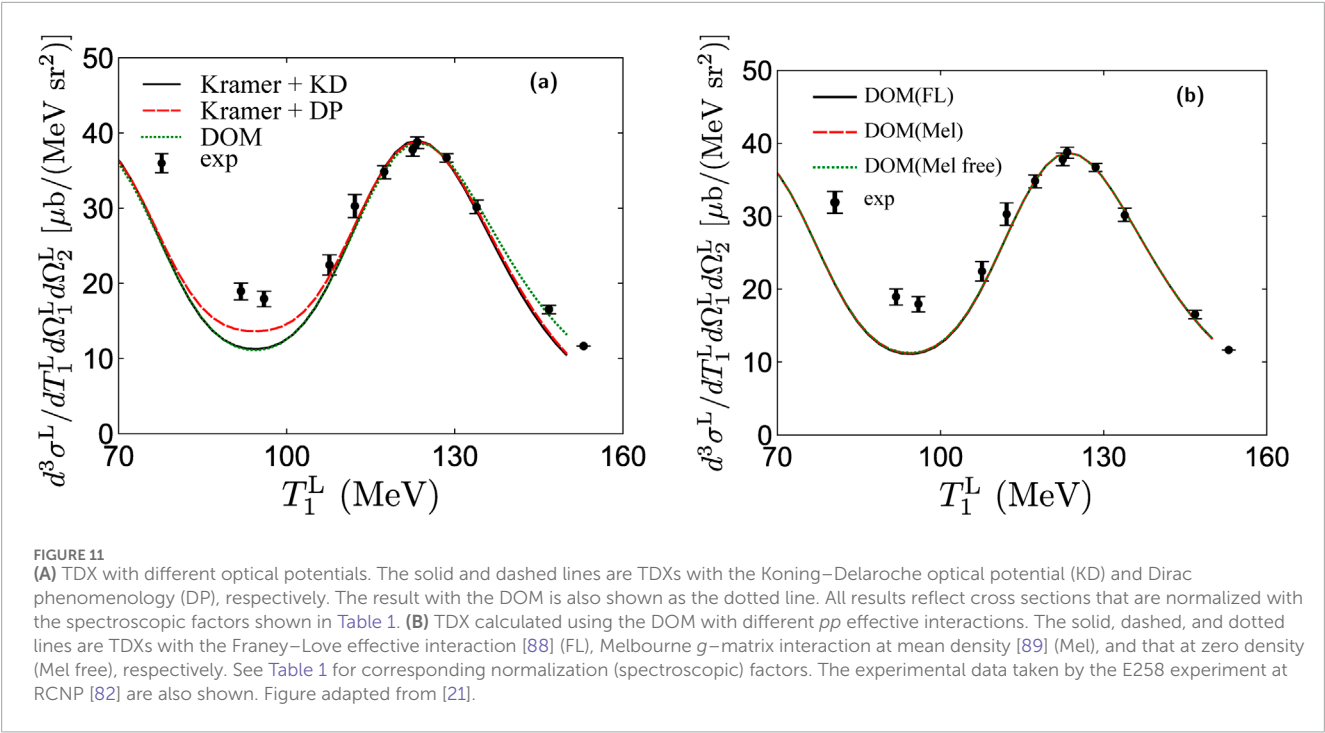 d³σᴸ/dT₁ᴸdΩ₁ᴸdΩ₂ᴸ [μb/(MeV sr²)]
50
40
30
20
10
0
Kramer + KD
Kramer + DP
DOM
exp
(a)
70 100 130 160
T₁ᴸ (MeV)
d³σᴸ/dT₁ᴸdΩ₁ᴸdΩ₂ᴸ [μb/(MeV sr²)]
50
40
30
20
10
0
DOM(FL)
DOM(Mel)
DOM(Mel free)
exp
(b)
70 100 130 160
T₁ᴸ (MeV)
FIGURE 11
(A) TDX with different optical potentials. The solid and dashed lines are TDXs with the Koning–Delaroche optical potential (KD) and Dirac
phenomenology (DP), respectively. The result with the DOM is also shown as the dotted line. All results reflect cross sections that are normalized with
the spectroscopic factors shown in Table 1. (B) TDX calculated using the DOM with different pp effective interactions. The solid, dashed, and dotted
lines are TDXs with the Franey–Love effective interaction [88] (FL), Melbourne g–matrix interaction at mean density [89] (Mel), and that at zero density
(Mel free), respectively. See Table 1 for corresponding normalization (spectroscopic) factors. The experimental data taken by the E258 experiment at
RCNP [82] are also shown. Figure adapted from [21].